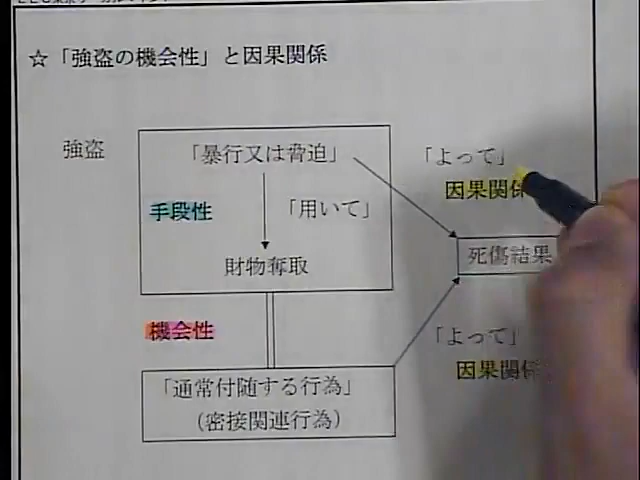 ☆「強盗の機会性」と因果関係
強盗
「暴行又は脅迫」
「よって」
因果関係
手段性
「用いて」
財物奪取
死傷結果
機会性
「よって」
因果関係
「通常付随する行為」
（密接関連行為）